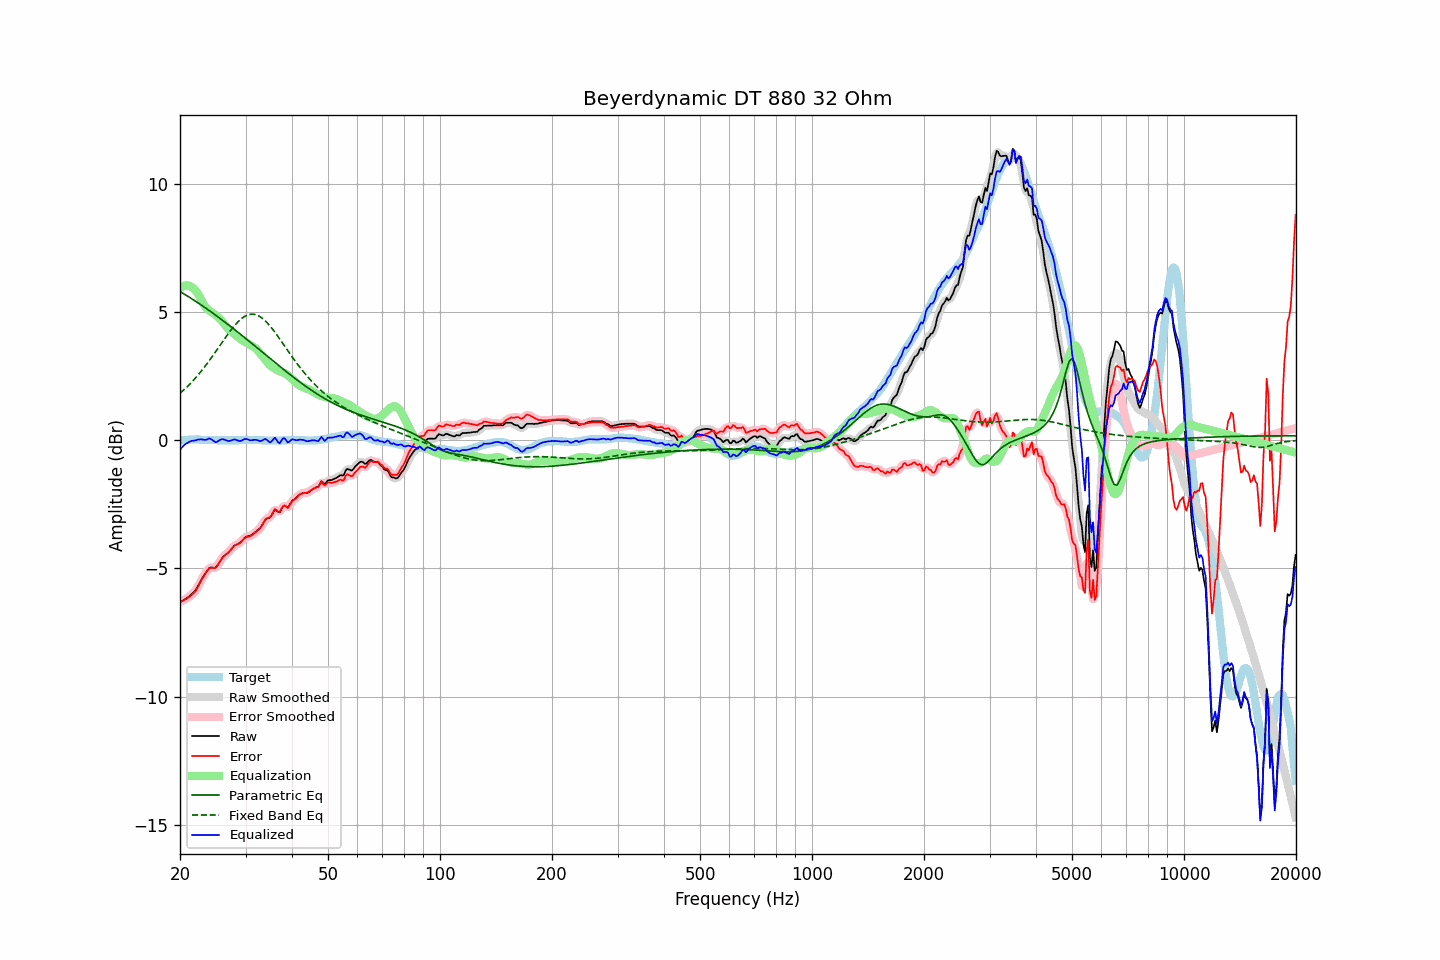 Beyerdynamic DT 880 32 Ohm
Amplitude (dBr)
10
5
0
−5
−10
−15
Target
Raw Smoothed
Error Smoothed
Raw
Error
Equalization
Parametric Eq
Fixed Band Eq
Equalized
20 50 100 200 500 1000 2000 5000 10000 20000
Frequency (Hz)